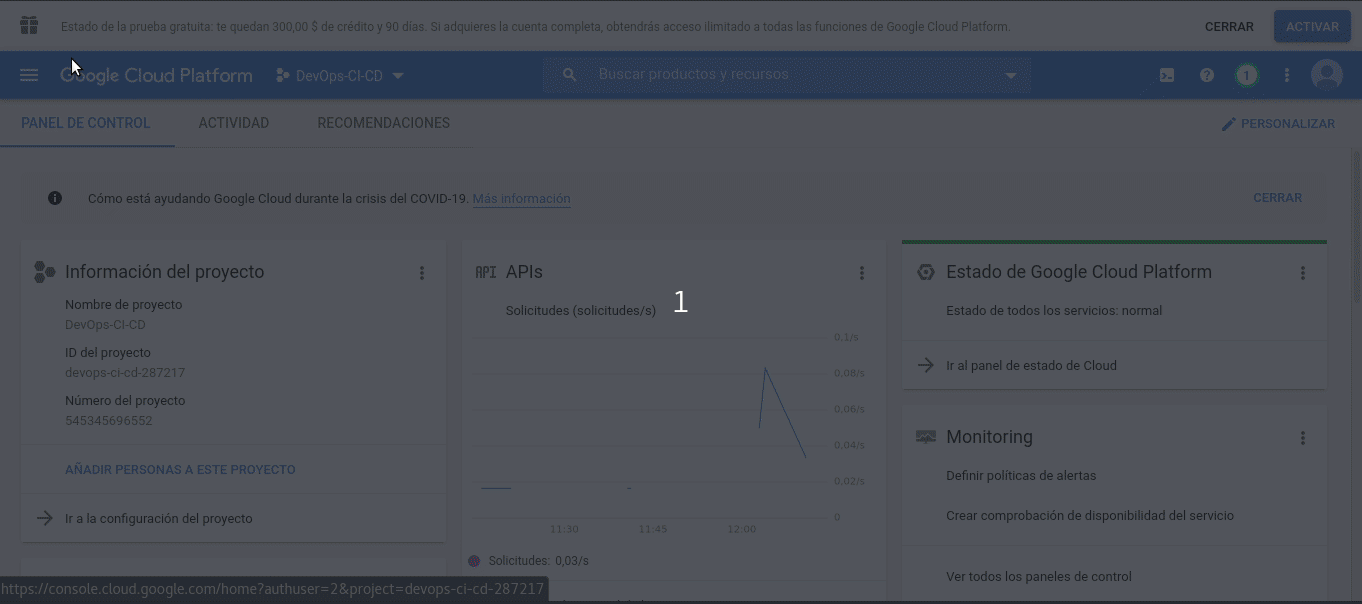 Estado de la prueba gratuita: te quedan 300,00 $ de crédito y 90 días. Si adquieres la cuenta completa, obtendrás acceso ilimitado a todas las funciones de Google Cloud Platform.
CERRAR
ACTIVAR
Google Cloud Platform
DevOps-CI-CD
Buscar productos y recursos
1
PANEL DE CONTROL
ACTIVIDAD
RECOMENDACIONES
PERSONALIZAR
Cómo está ayudando Google Cloud durante la crisis del COVID-19. Más información
CERRAR
Información del proyecto
Nombre de proyecto
DevOps-CI-CD
ID del proyecto
devops-ci-cd-287217
Número del proyecto
545345696552
AÑADIR PERSONAS A ESTE PROYECTO
Ir a la configuración del proyecto
API APIs
Solicitudes (solicitudes/s)
1
0.1/s
0.08/s
0.06/s
0.04/s
0.02/s
0
11:30
11:45
12:00
Solicitudes: 0,03/s
Estado de Google Cloud Platform
Estado de todos los servicios: normal
Ir al panel de estado de Cloud
Monitoring
Definir políticas de alertas
Crear comprobación de disponibilidad del servicio
Ver todos los paneles de control
https://console.cloud.google.com/home?authuser=2&project=devops-ci-cd-287217